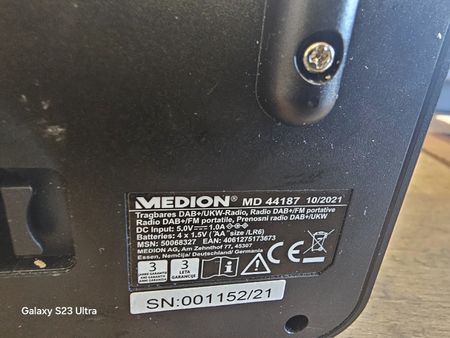 MEDION MD 44187 10/2021
Tragbares DAB+/UKW-Radio, Radio DAB+/FM portative
Radio DAB+/FM portatile, Prenosni radio DAB+/UKW
DC Input: 5,0V 1,0A
Batteries: 4 x 1.5V (¨AA¨ size /LR6)
MSN: 50068327 EAN: 4061275173673
MEDION AG, Am Zehnthof 77, 45307
Essen, Nemčija/ Deutschland/ Germania
3 3
LETA
GARANCIJE
SN:001152/21
Galaxy S23 Ultra